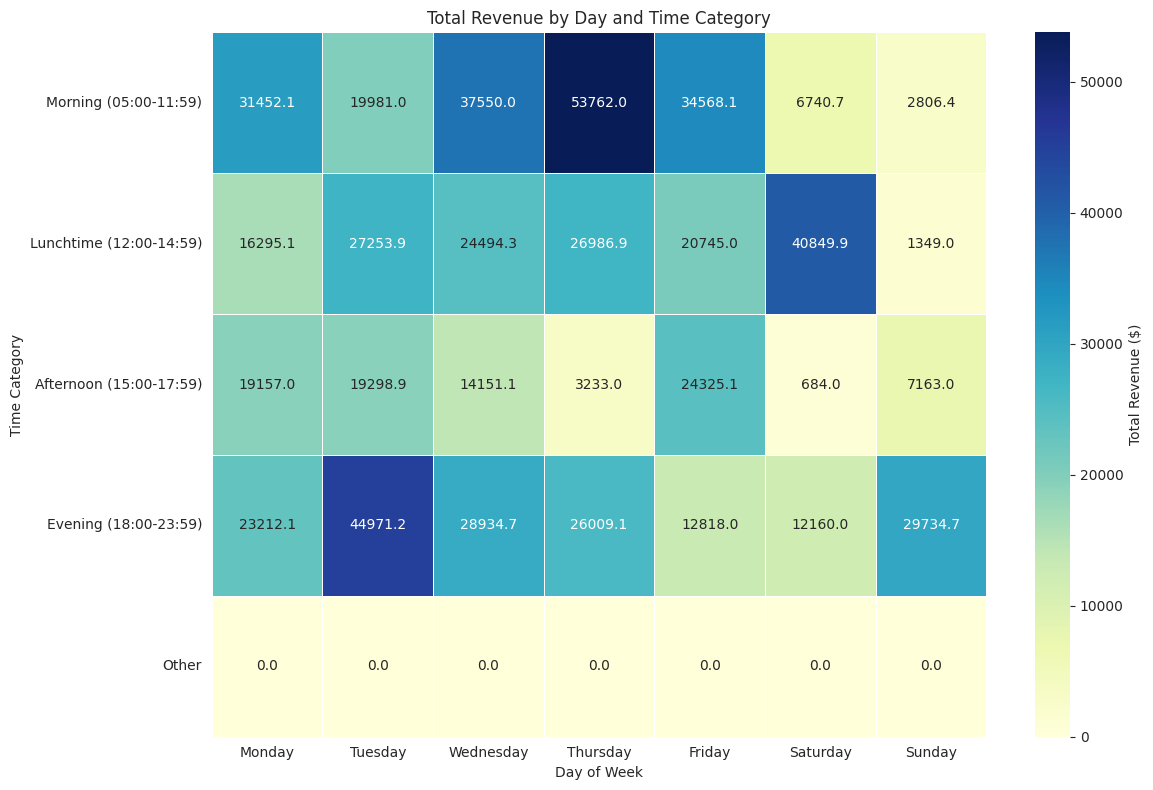 Total Revenue by Day and Time Category
Morning (05:00-11:59) 31452.1 19981.0 37550.0 53762.0 34568.1 6740.7 2806.4
Lunchtime (12:00-14:59) 16295.1 27253.9 24494.3 26986.9 20745.0 40849.9 1349.0
Afternoon (15:00-17:59) 19157.0 19298.9 14151.1 3233.0 24325.1 684.0 7163.0
Evening (18:00-23:59) 23212.1 44971.2 28934.7 26009.1 12818.0 12160.0 29734.7
Other 0.0 0.0 0.0 0.0 0.0 0.0 0.0
Monday Tuesday Wednesday Thursday Friday Saturday Sunday
Day of Week
Time Category
50000
40000
30000
20000
10000
0
Total Revenue ($)